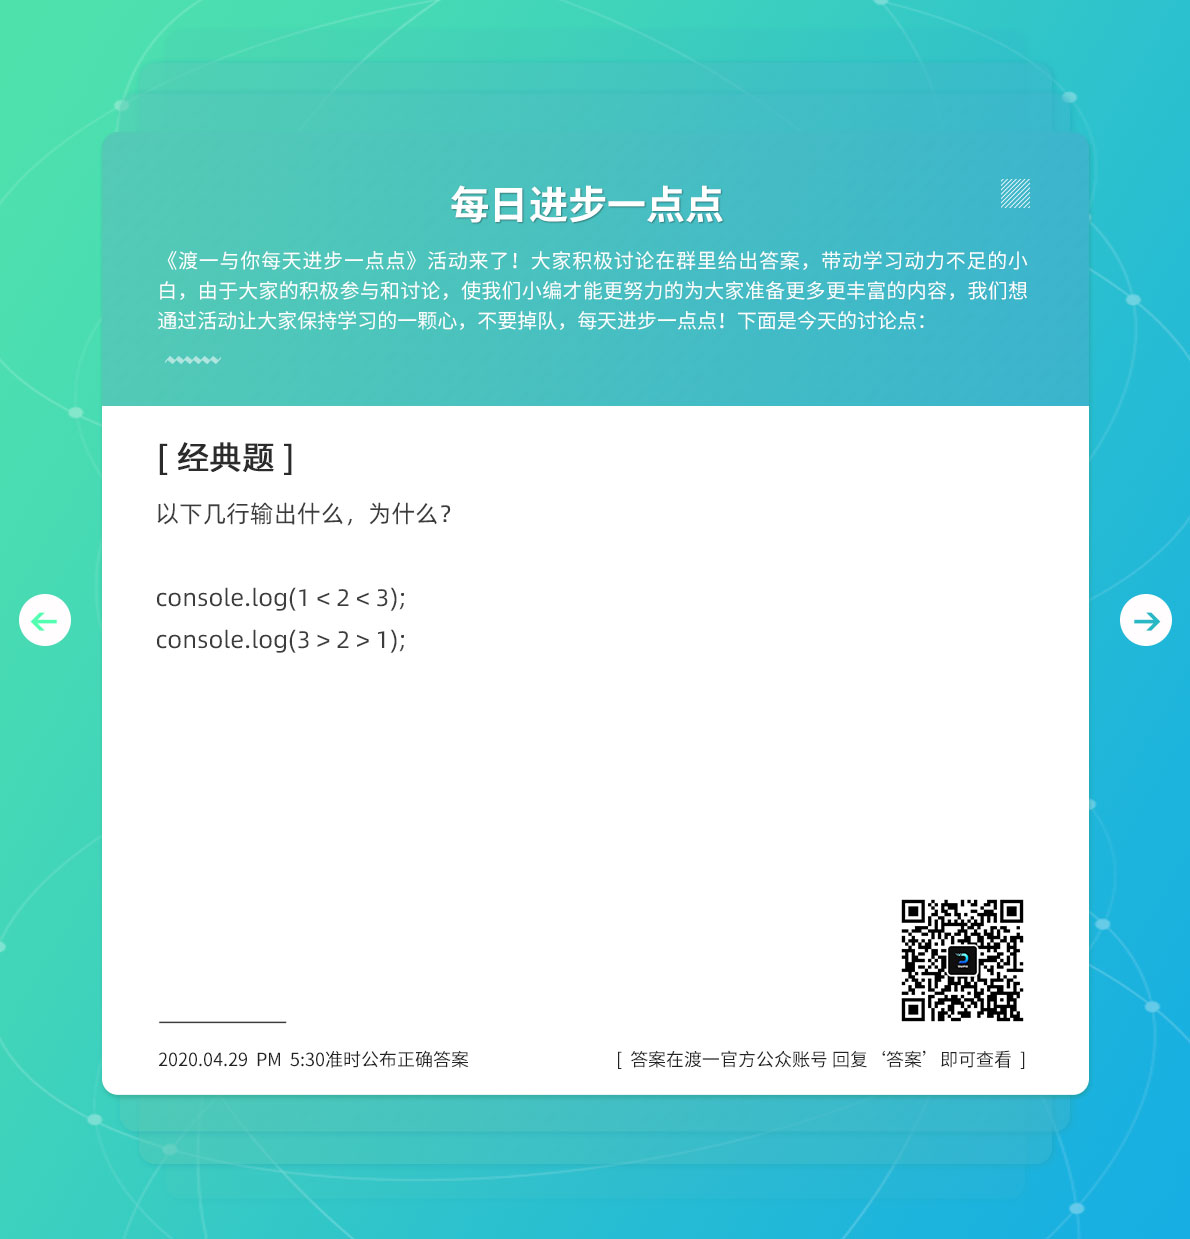 每日进步一点点
《渡一与你每天进步一点点》活动来了！大家积极讨论在群里给出答案，带动学习动力不足的小
白，由于大家的积极参与和讨论，使我们小编才能更努力的为大家准备更多更丰富的内容，我们想
通过活动让大家保持学习的一颗心，不要掉队，每天进步一点点！下面是今天的讨论点：
[ 经典题 ]
以下几行输出什么，为什么？
console.log(1 < 2 < 3);
console.log(3 > 2 > 1);
2020.04.29 PM 5:30准时公布正确答案
[ 答案在渡一官方公众账号 回复 ‘答案’ 即可查看 ]